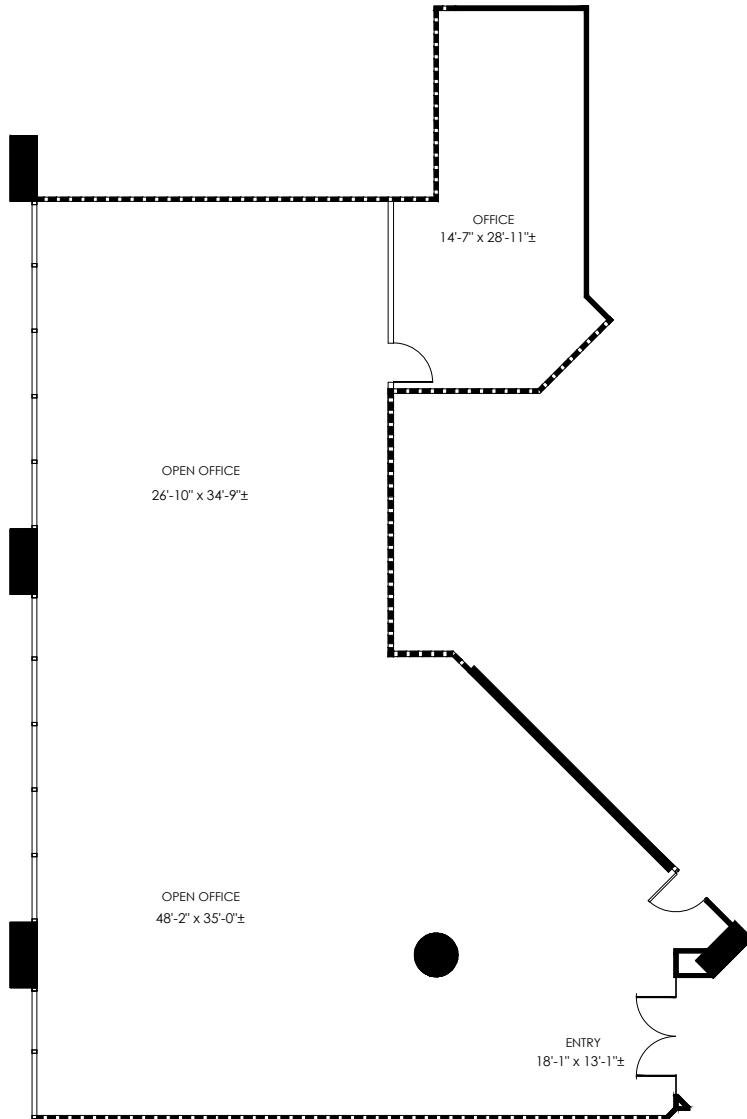 OFFICE
14'-7" x 28'-11"±
OPEN OFFICE
26'-10" x 34'-9"±
OPEN OFFICE
48'-2" x 35'-0"±
ENTRY
18'-1" x 13'-1"±